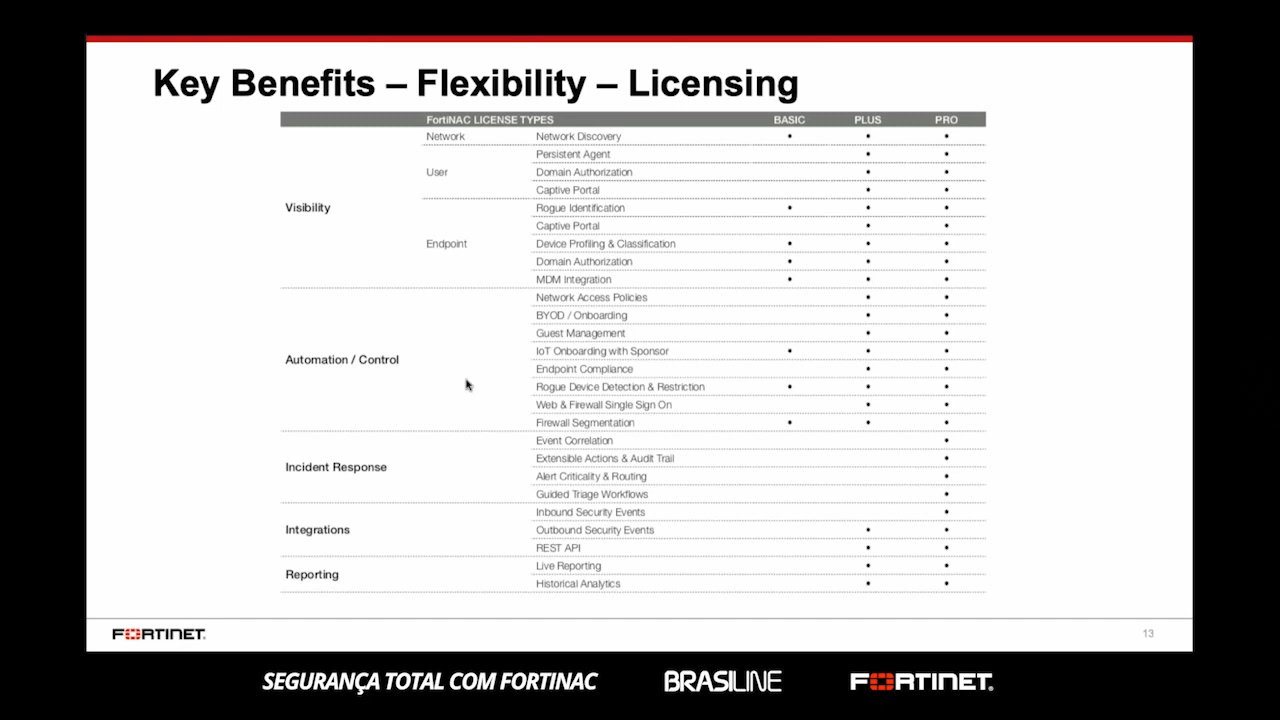 Key Benefits – Flexibility – Licensing
FortiNAC LICENSE TYPES BASIC PLUS PRO
Network Network Discovery • • •
Persistent Agent • •
User Domain Authorization • •
Captive Portal • •
Visibility Rogue Identification • • •
Captive Portal • •
Endpoint Device Profiling & Classification • • •
Domain Authorization • • •
MDM Integration • • •
Network Access Policies • •
BYOD / Onboarding • •
Guest Management • •
IoT Onboarding with Sponsor • • •
Automation / Control
Endpoint Compliance • •
Rogue Device Detection & Restriction • • •
Web & Firewall Single Sign On • •
Firewall Segmentation • • •
Event Correlation •
Extensible Actions & Audit Trail •
Incident Response
Alert Criticality & Routing •
Guided Triage Workflows •
Inbound Security Events •
Integrations Outbound Security Events • •
REST API • •
Live Reporting • •
Reporting
Historical Analytics • •
FORTINET 13
SEGURANÇA TOTAL COM FORTINAC BRASILINE FORTINET